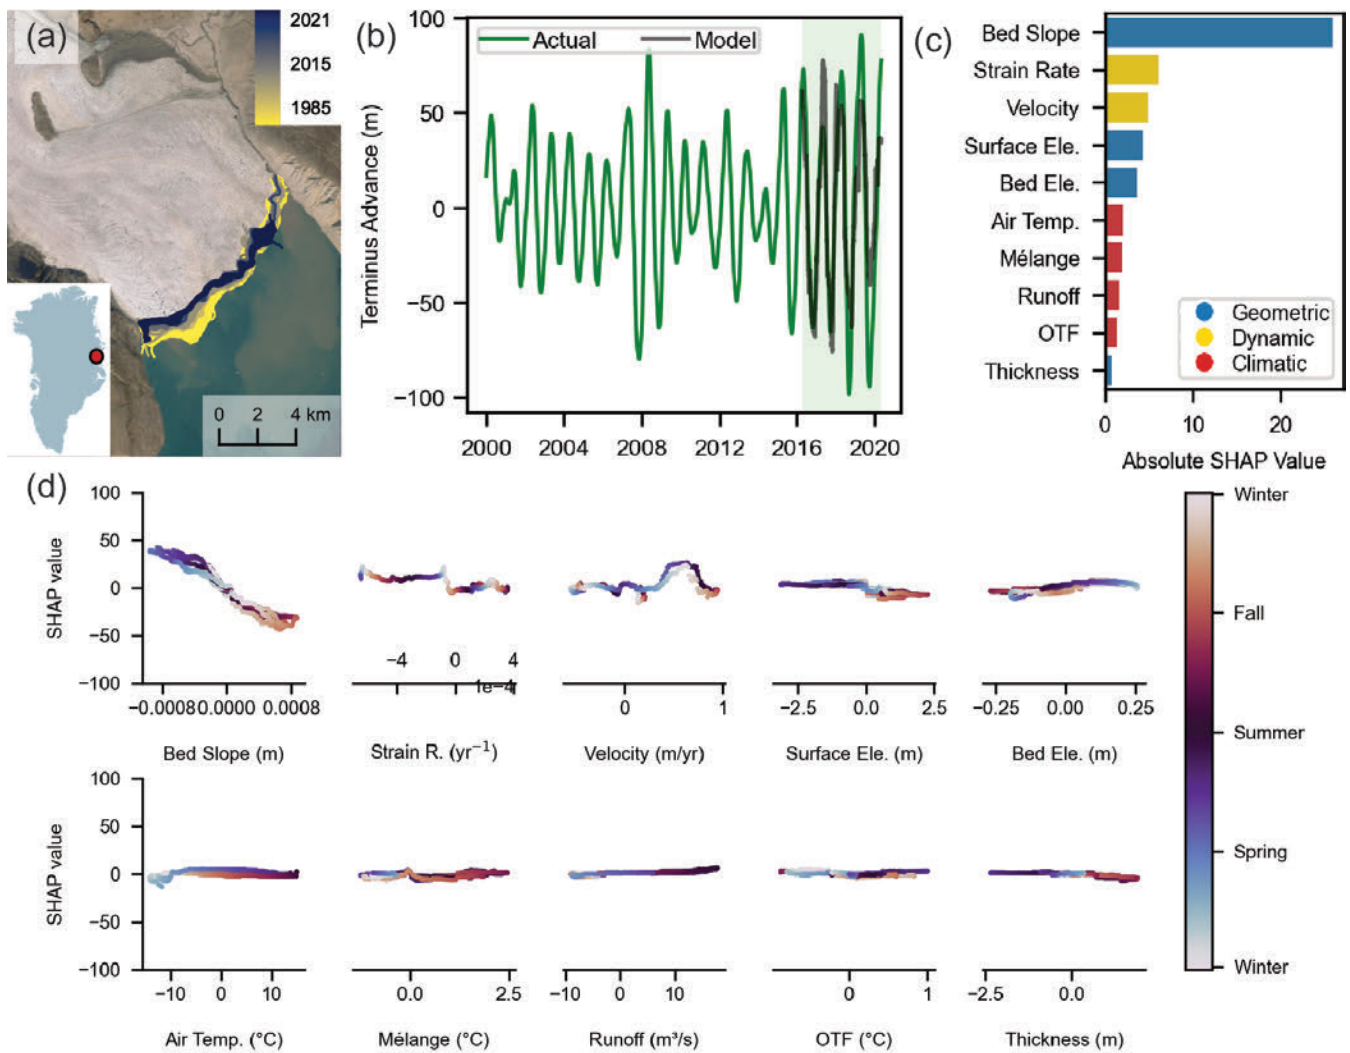 (a)
2021
2015
1985
0 2 4 km
(b)
Actual
Model
Terminus Advance (m)
100
50
0
−50
−100
2000 2004 2008 2012 2016 2020
(c)
Bed Slope
Strain Rate
Velocity
Surface Ele.
Bed Ele.
Air Temp.
Mélange
Runoff
OTF
Thickness
Geometric
Dynamic
Climatic
0 10 20
Absolute SHAP Value
(d)
SHAP value
100
50
0
−50
−100
−0.0008 0.0000 0.0008
Bed Slope (m)
−4 0 4
1e−4
Strain R. (yr⁻¹)
0 1
Velocity (m/yr)
−2.5 0.0 2.5
Surface Ele. (m)
−0.25 0.00 0.25
Bed Ele. (m)
SHAP value
100
50
0
−50
−100
−10 0 10
Air Temp. (°C)
0.0 2.5
Mélange (°C)
−10 0 10
Runoff (m³/s)
0 1
OTF (°C)
−2.5 0.0
Thickness (m)
Winter
Fall
Summer
Spring
Winter